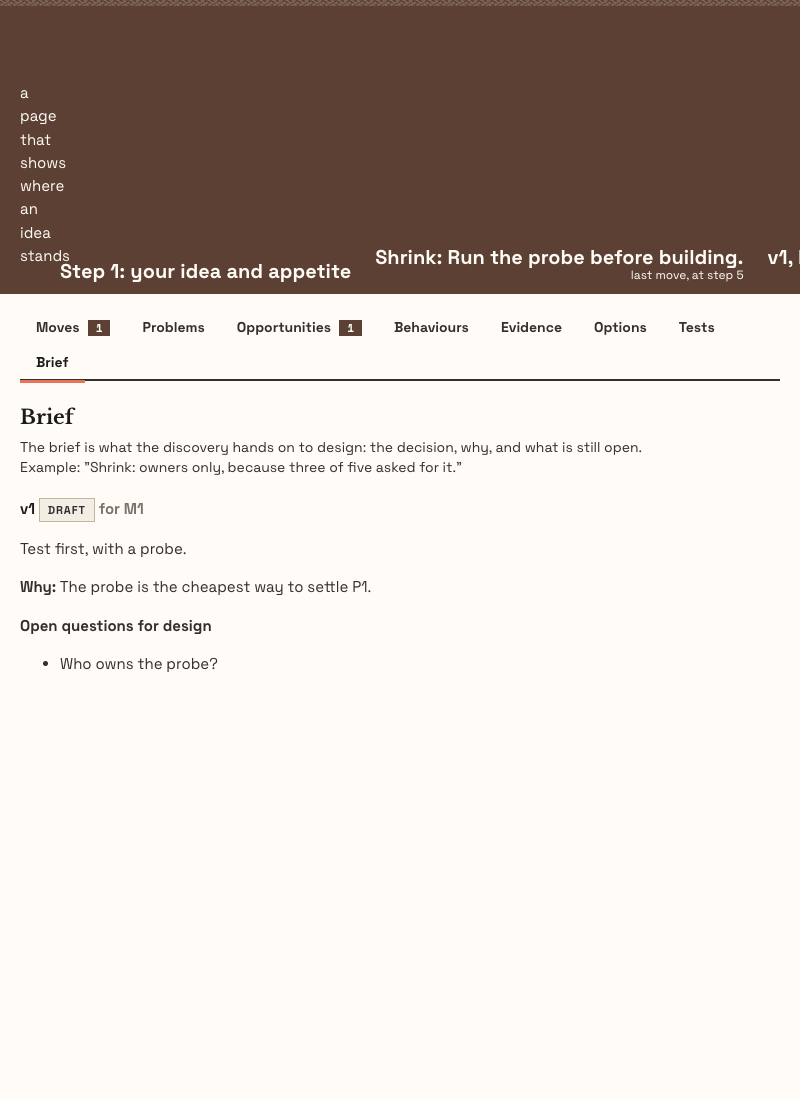 a
page
that
shows
where
an
idea
stands
Step 1: your idea and appetite
Shrink: Run the probe before building.
last move, at step 5
v1,
Moves 1 Problems Opportunities 1 Behaviours Evidence Options Tests
Brief
Brief
The brief is what the discovery hands on to design: the decision, why, and what is still open.
Example: "Shrink: owners only, because three of five asked for it."
v1 DRAFT for M1
Test first, with a probe.
Why: The probe is the cheapest way to settle P1.
Open questions for design
• Who owns the probe?